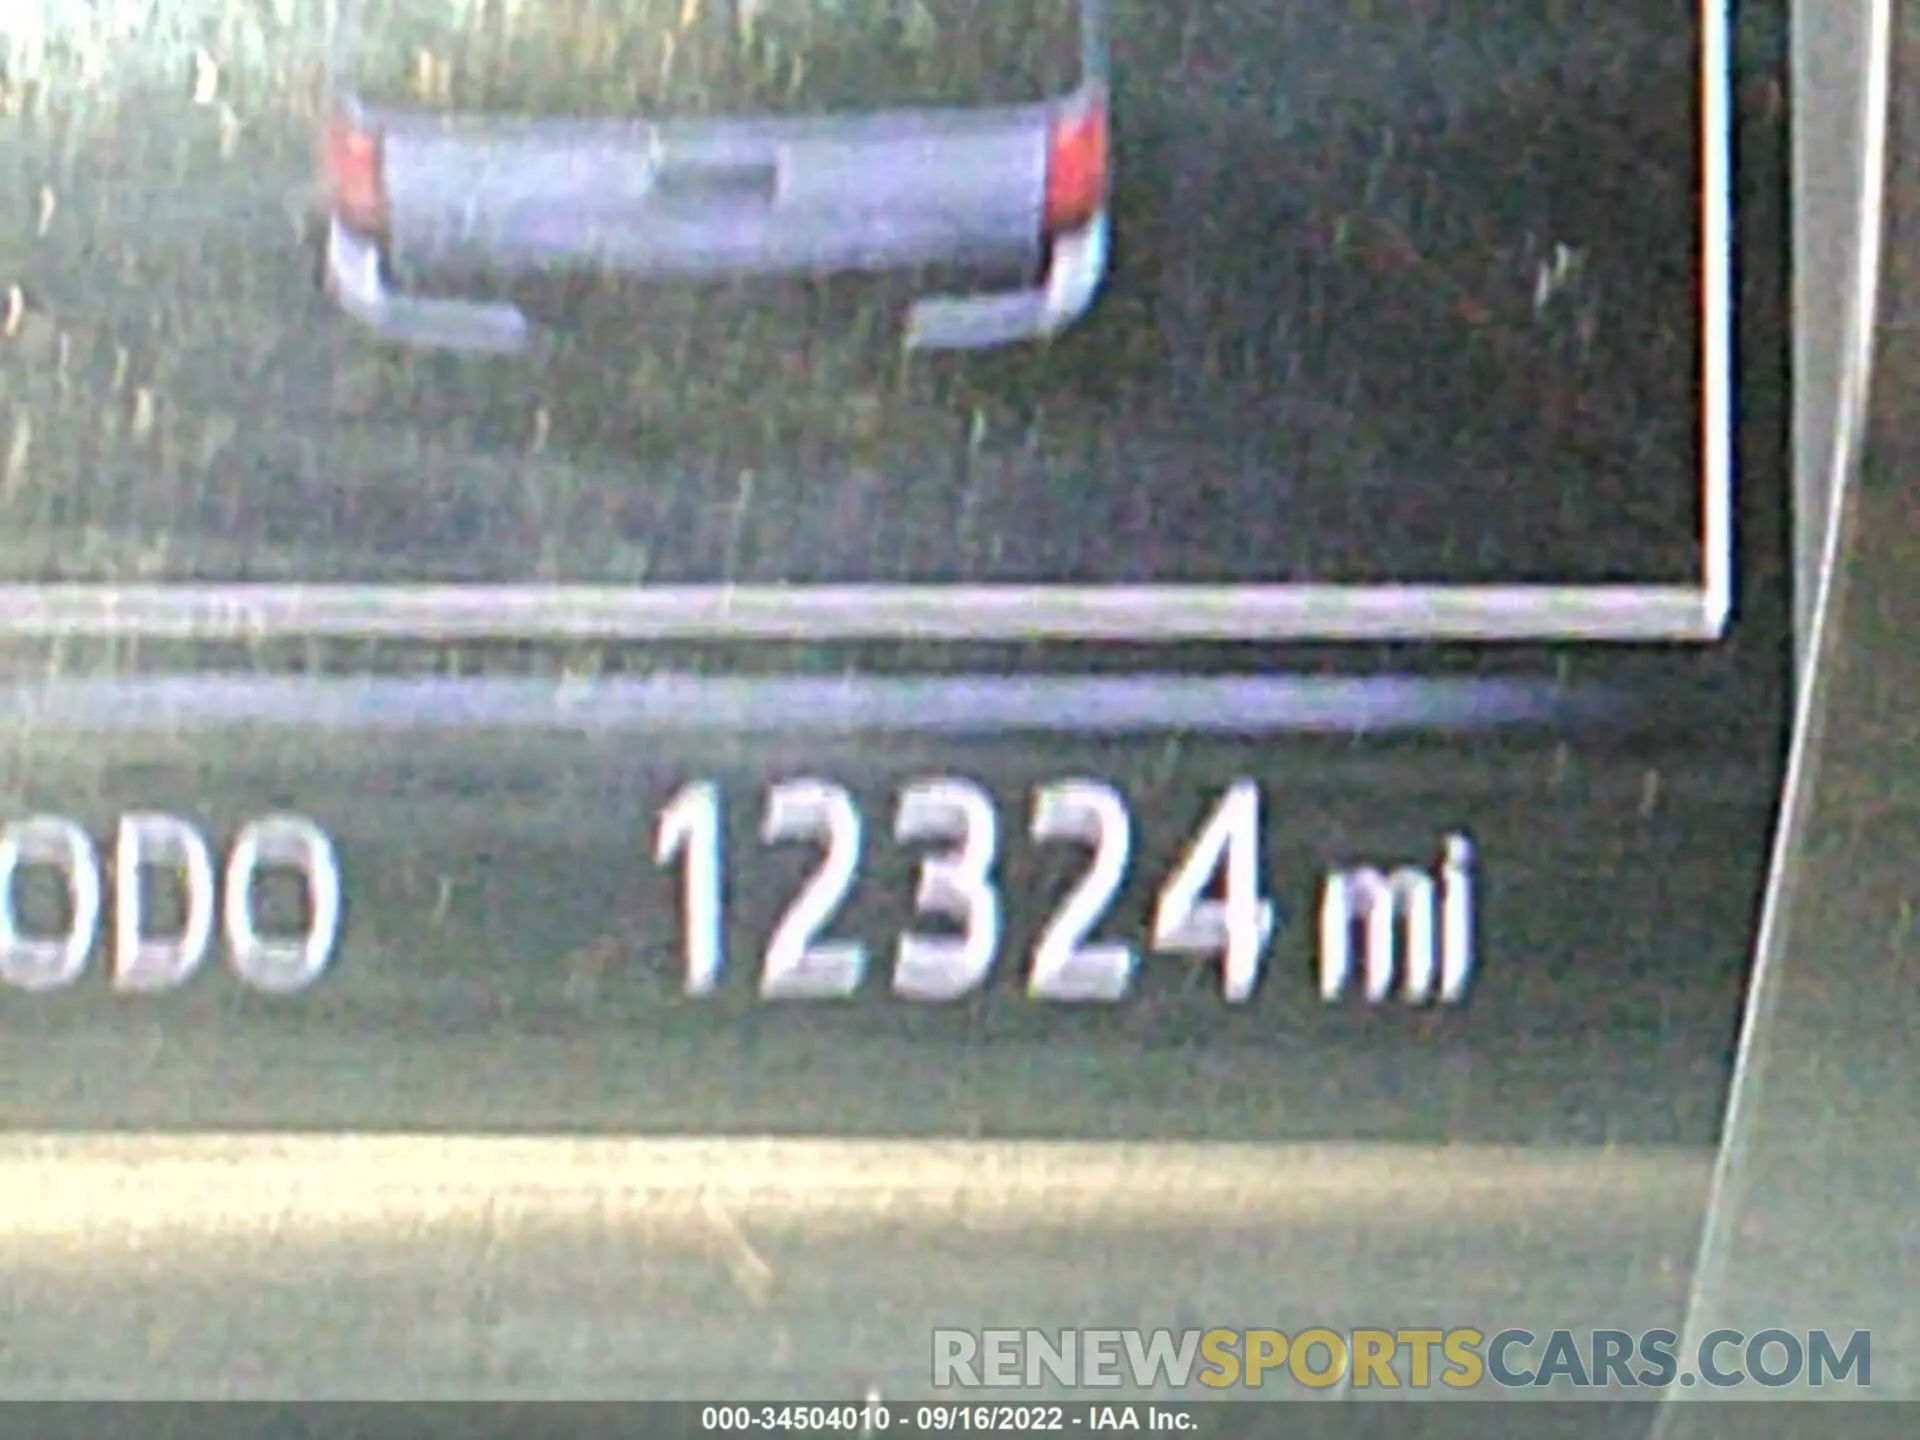 ODO 12324 mi
RENEWSPORTSCARS.COM
000-34504010 - 09/16/2022 - IAA Inc.